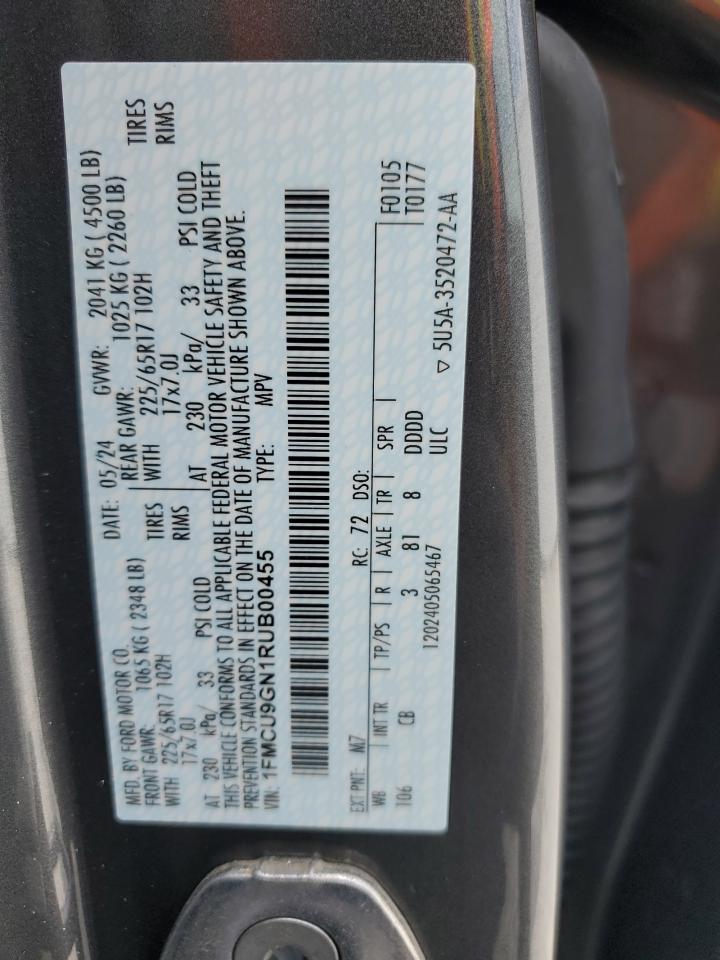 MFD. BY FORD MOTOR CO. DATE: 05/24 GVWR: 2041 KG ( 4500 LB)
FRONT GAWR: 1065 KG ( 2348 LB) REAR GAWR: 1025 KG ( 2260 LB)
WITH 225/65R17 102H TIRES WITH 225/65R17 102H TIRES
17x7.0J RIMS 17x7.0J RIMS
AT 230 kPa/ 33 PSI COLD AT 230 kPa/ 33 PSI COLD
THIS VEHICLE CONFORMS TO ALL APPLICABLE FEDERAL MOTOR VEHICLE SAFETY AND THEFT
PREVENTION STANDARDS IN EFFECT ON THE DATE OF MANUFACTURE SHOWN ABOVE.
VIN: 1FMCU9GN1RUB00455 TYPE: MPV
EXT PNT: M7 RC: 72 DSO: F0105
WB INT TR TP/PS R AXLE TR SPR T0177
106 CB 3 81 8 DDDD
1202405065467 ULC
▽ 5U5A-3520472-AA